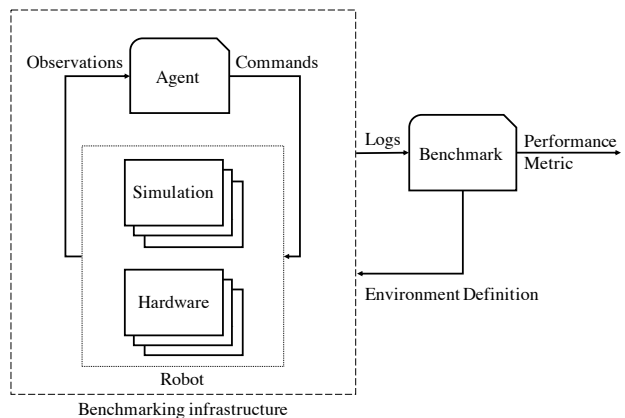 Observations
Agent
Commands
Simulation
Hardware
Robot
Benchmarking infrastructure
Logs
Benchmark
Performance
Metric
Environment Definition